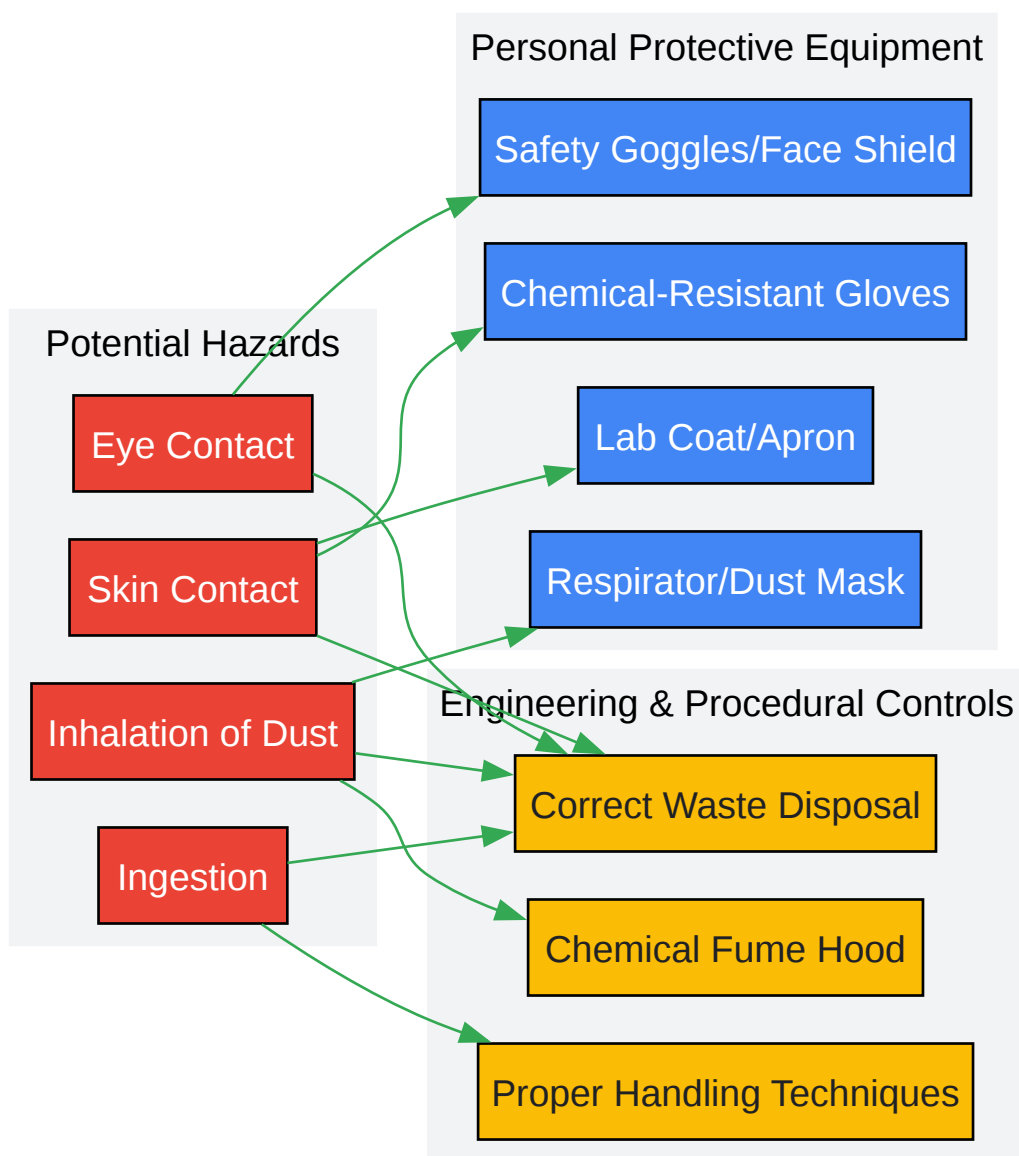 Personal Protective Equipment
Safety Goggles/Face Shield
Chemical-Resistant Gloves
Lab Coat/Apron
Respirator/Dust Mask
Potential Hazards
Eye Contact
Skin Contact
Inhalation of Dust
Ingestion
Engineering & Procedural Controls
Correct Waste Disposal
Chemical Fume Hood
Proper Handling Techniques